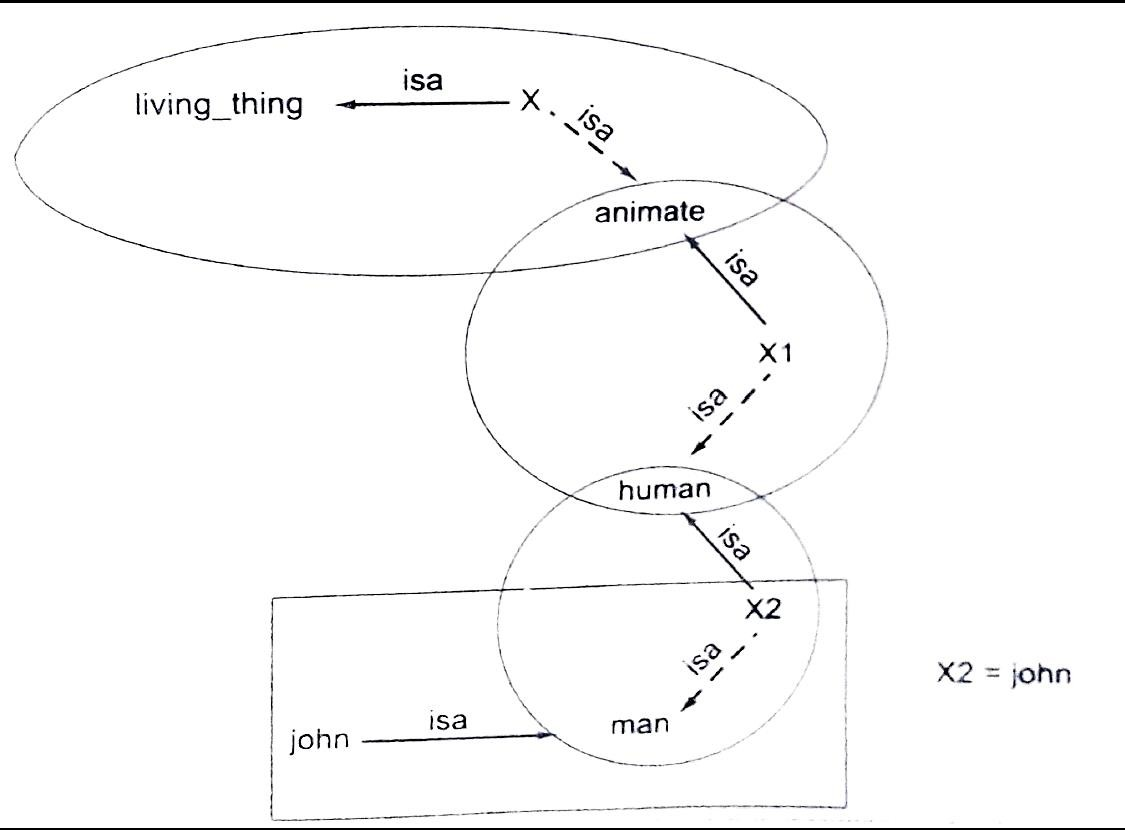 isa
living_thing X
isa
animate
isa
X1
isa
human
isa
X2
isa
X2 = john
isa
john man